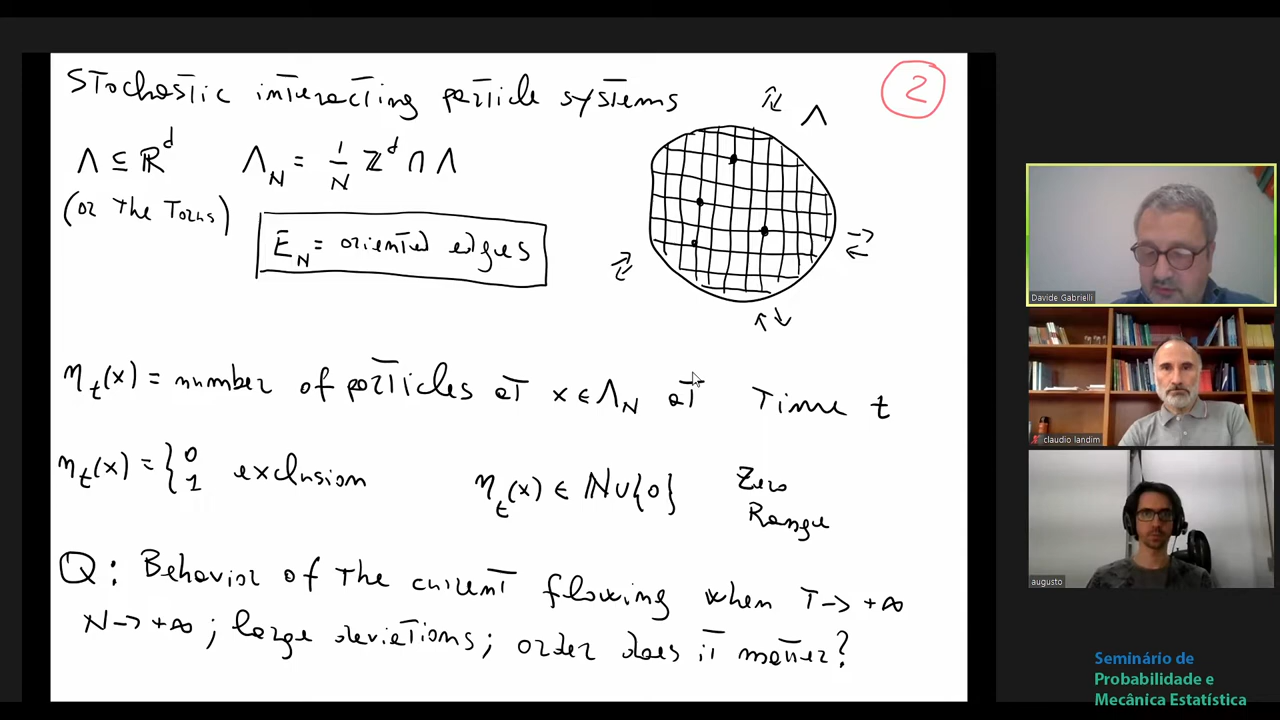 Stochastic interacting particle systems
2
Λ ⊆ ℝ^d    Λ_N = 1/N ℤ^d ∩ Λ
Λ
(or the Torus)
E_N = oriented edges
η_t(x) = number of particles at x ∈ Λ_N at time t
η_t(x) = { 0 1 exclusion    η_t(x) ∈ ℕ∪{0}    Zero Range
Q: Behavior of the current flowing when T → +∞
N → +∞ ; large deviations ; order does it matter?
Davide Gabrielli
claudio landim
augusto
Seminário de
Probabilidade e
Mecânica Estatística